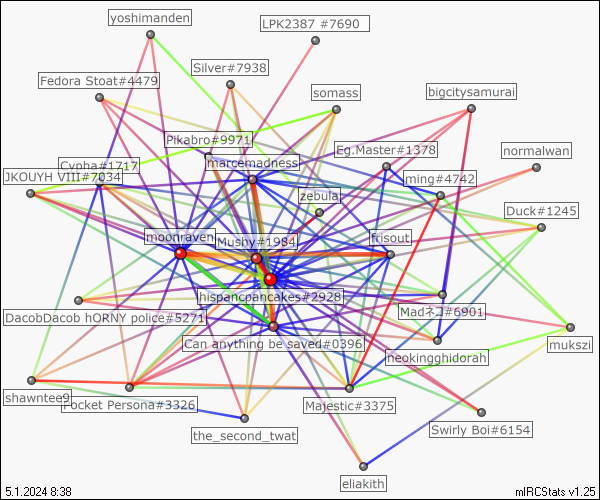 yoshimanden
LPK2387 #7690
Silver#7938
Fedora Stoat#4479
somass
bigcitysamurai
Pikabro#9971
Eg.Master#1378
normalwan
Cypha#1717
marcemadness
JKOUYH VIII#7034
ming#4742
zebula
Duck#1245
moonraven
Mushy#1984
frisout
hispancpancakes#2928
DacobDacob hORNY police#5271
Madネコ#6901
Can anything be saved#0396
neokingghidorah
mukszi
shawntee9
Pocket Persona#3326
Majestic#3375
Swirly Boi#6154
the_second_twat
eliakith
5.1.2024 8:38
mIRCStats v1.25